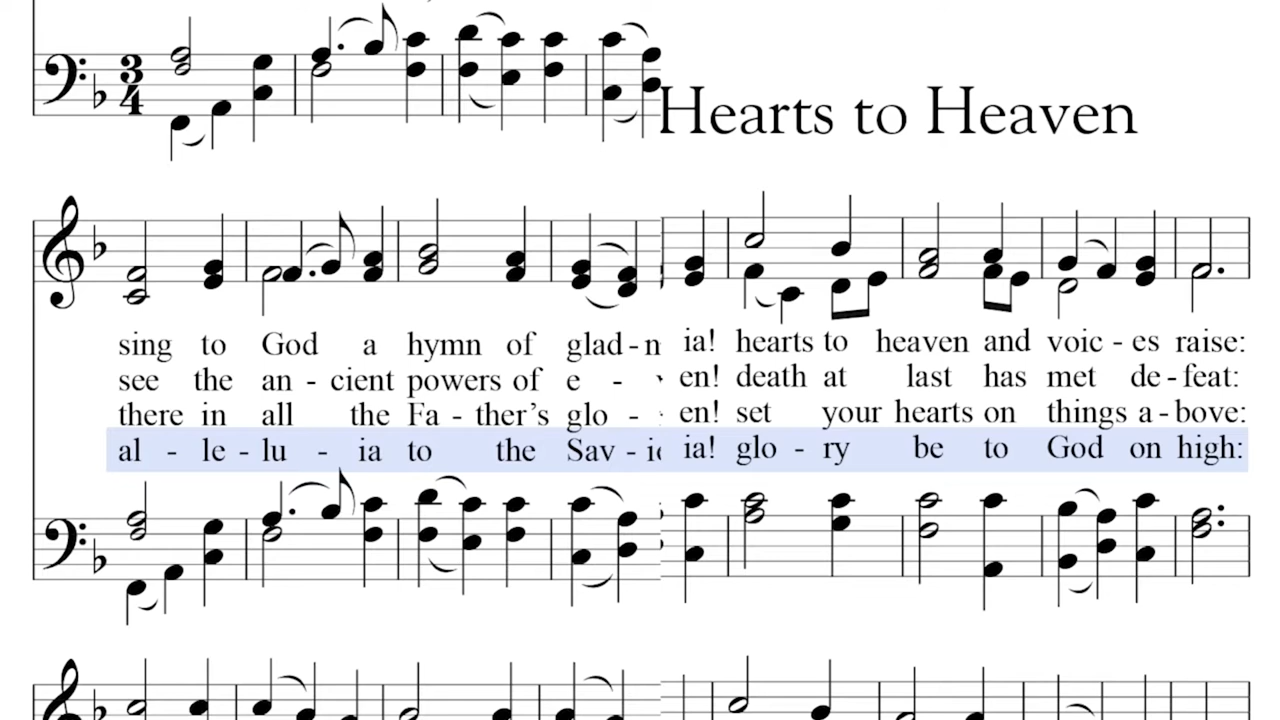 3
4
Hearts to Heaven
sing to God a hymn of glad - ia! hearts to heaven and voic - es raise:
see the an - cient powers of e - en! death at last has met de - feat:
there in all the Fa - ther's glo - en! set your hearts on things a - bove:
al - le - lu - ia to the Sav - ia! glo - ry be to God on high: